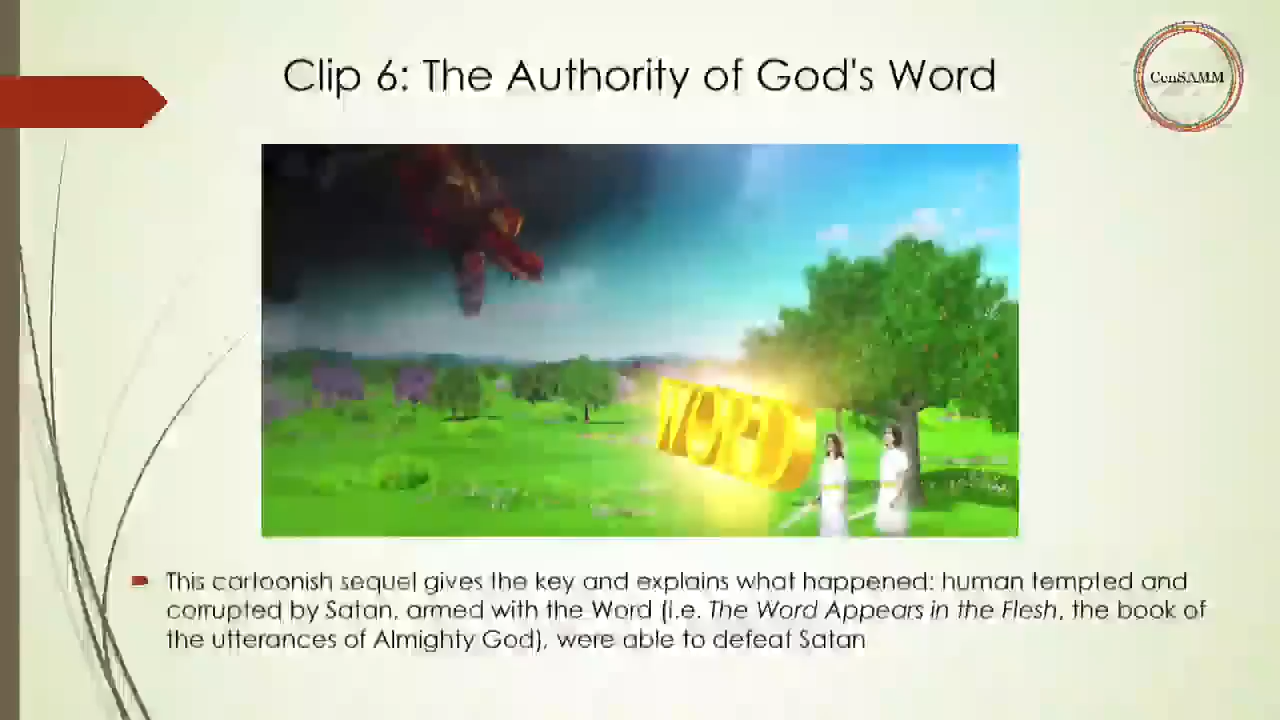 Clip 6: The Authority of God's Word
CenSAMM
WORD
This cartoonish sequel gives the key and explains what happened: human tempted and
corrupted by Satan, armed with the Word (i.e. The Word Appears in the Flesh, the book of
the utterances of Almighty God), were able to defeat Satan